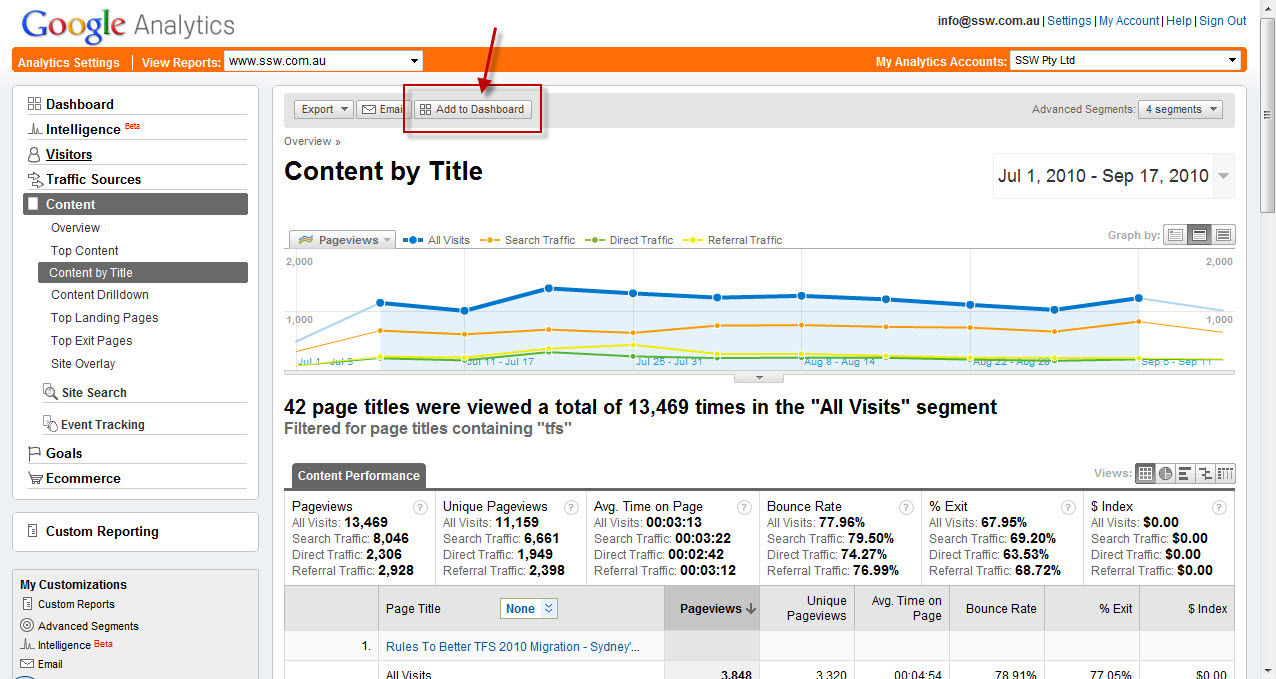 Google Analytics
info@ssw.com.au | Settings | My Account | Help | Sign Out
Analytics Settings | View Reports: www.ssw.com.au My Analytics Accounts: SSW Pty Ltd
Dashboard
Intelligence Beta
Visitors
Traffic Sources
Content
Overview
Top Content
Content by Title
Content Drilldown
Top Landing Pages
Top Exit Pages
Site Overlay
Site Search
Event Tracking
Goals
Ecommerce
Custom Reporting
My Customizations
Custom Reports
Advanced Segments
Intelligence Beta
Email
Export Email Add to Dashboard Advanced Segments: 4 segments
Overview »
Content by Title
Jul 1, 2010 - Sep 17, 2010
Pageviews All Visits Search Traffic Direct Traffic Referral Traffic Graph by:
2,000 2,000
1,000 1,000
Jul 1 - Jul 3 Jul 11 - Jul 17 Jul 25 - Jul 31 Aug 8 - Aug 14 Aug 22 - Aug 28 Sep 5 - Sep 11
42 page titles were viewed a total of 13,469 times in the "All Visits" segment
Filtered for page titles containing "tfs"
Content Performance Views:
Pageviews ? Unique Pageviews ? Avg. Time on Page ? Bounce Rate ? % Exit ? $ Index ?
All Visits: 13,469 All Visits: 11,159 All Visits: 00:03:13 All Visits: 77.96% All Visits: 67.95% All Visits: $0.00
Search Traffic: 8,046 Search Traffic: 6,661 Search Traffic: 00:03:22 Search Traffic: 79.50% Search Traffic: 69.20% Search Traffic: $0.00
Direct Traffic: 2,306 Direct Traffic: 1,949 Direct Traffic: 00:02:42 Direct Traffic: 74.27% Direct Traffic: 63.53% Direct Traffic: $0.00
Referral Traffic: 2,928 Referral Traffic: 2,398 Referral Traffic: 00:03:12 Referral Traffic: 76.99% Referral Traffic: 68.72% Referral Traffic: $0.00
Page Title None Pageviews Unique Pageviews Avg. Time on Page Bounce Rate % Exit $ Index
1. Rules To Better TFS 2010 Migration - Sydney'...
All Visits 3,848 3,320 00:04:54 78.91% 77.05% $0.00